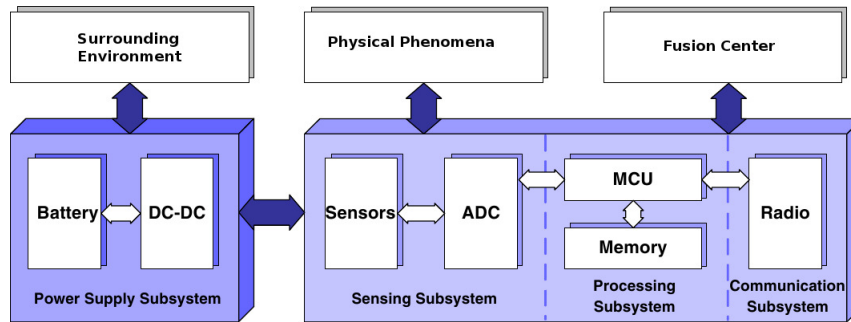 Surrounding
Environment
Physical Phenomena
Fusion Center
Battery
DC-DC
Sensors
ADC
MCU
Memory
Radio
Power Supply Subsystem
Sensing Subsystem
Processing
Subsystem
Communication
Subsystem